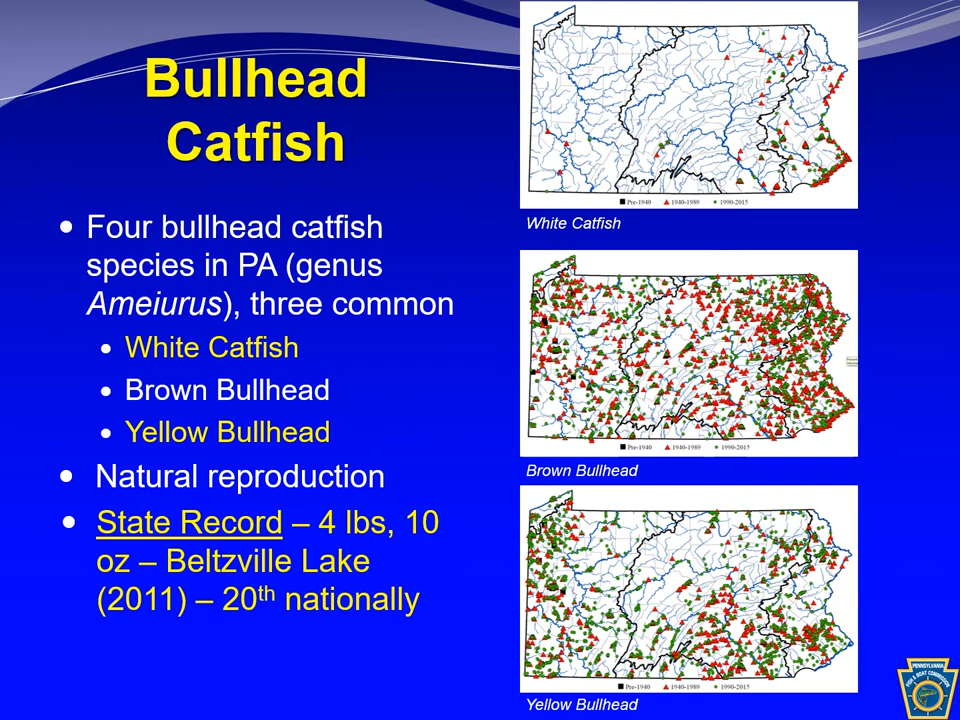 Bullhead
Catfish
• Four bullhead catfish
species in PA (genus
Ameiurus), three common
• White Catfish
• Brown Bullhead
• Yellow Bullhead
• Natural reproduction
• State Record – 4 lbs, 10
oz – Beltzville Lake
(2011) – 20th nationally
Pre-1940 1940-1989 1990-2015
White Catfish
Pre-1940 1940-1989 1990-2015
Brown Bullhead
Pre-1940 1940-1989 1990-2015
Yellow Bullhead
PENNSYLVANIA
FISH & BOAT COMMISSION